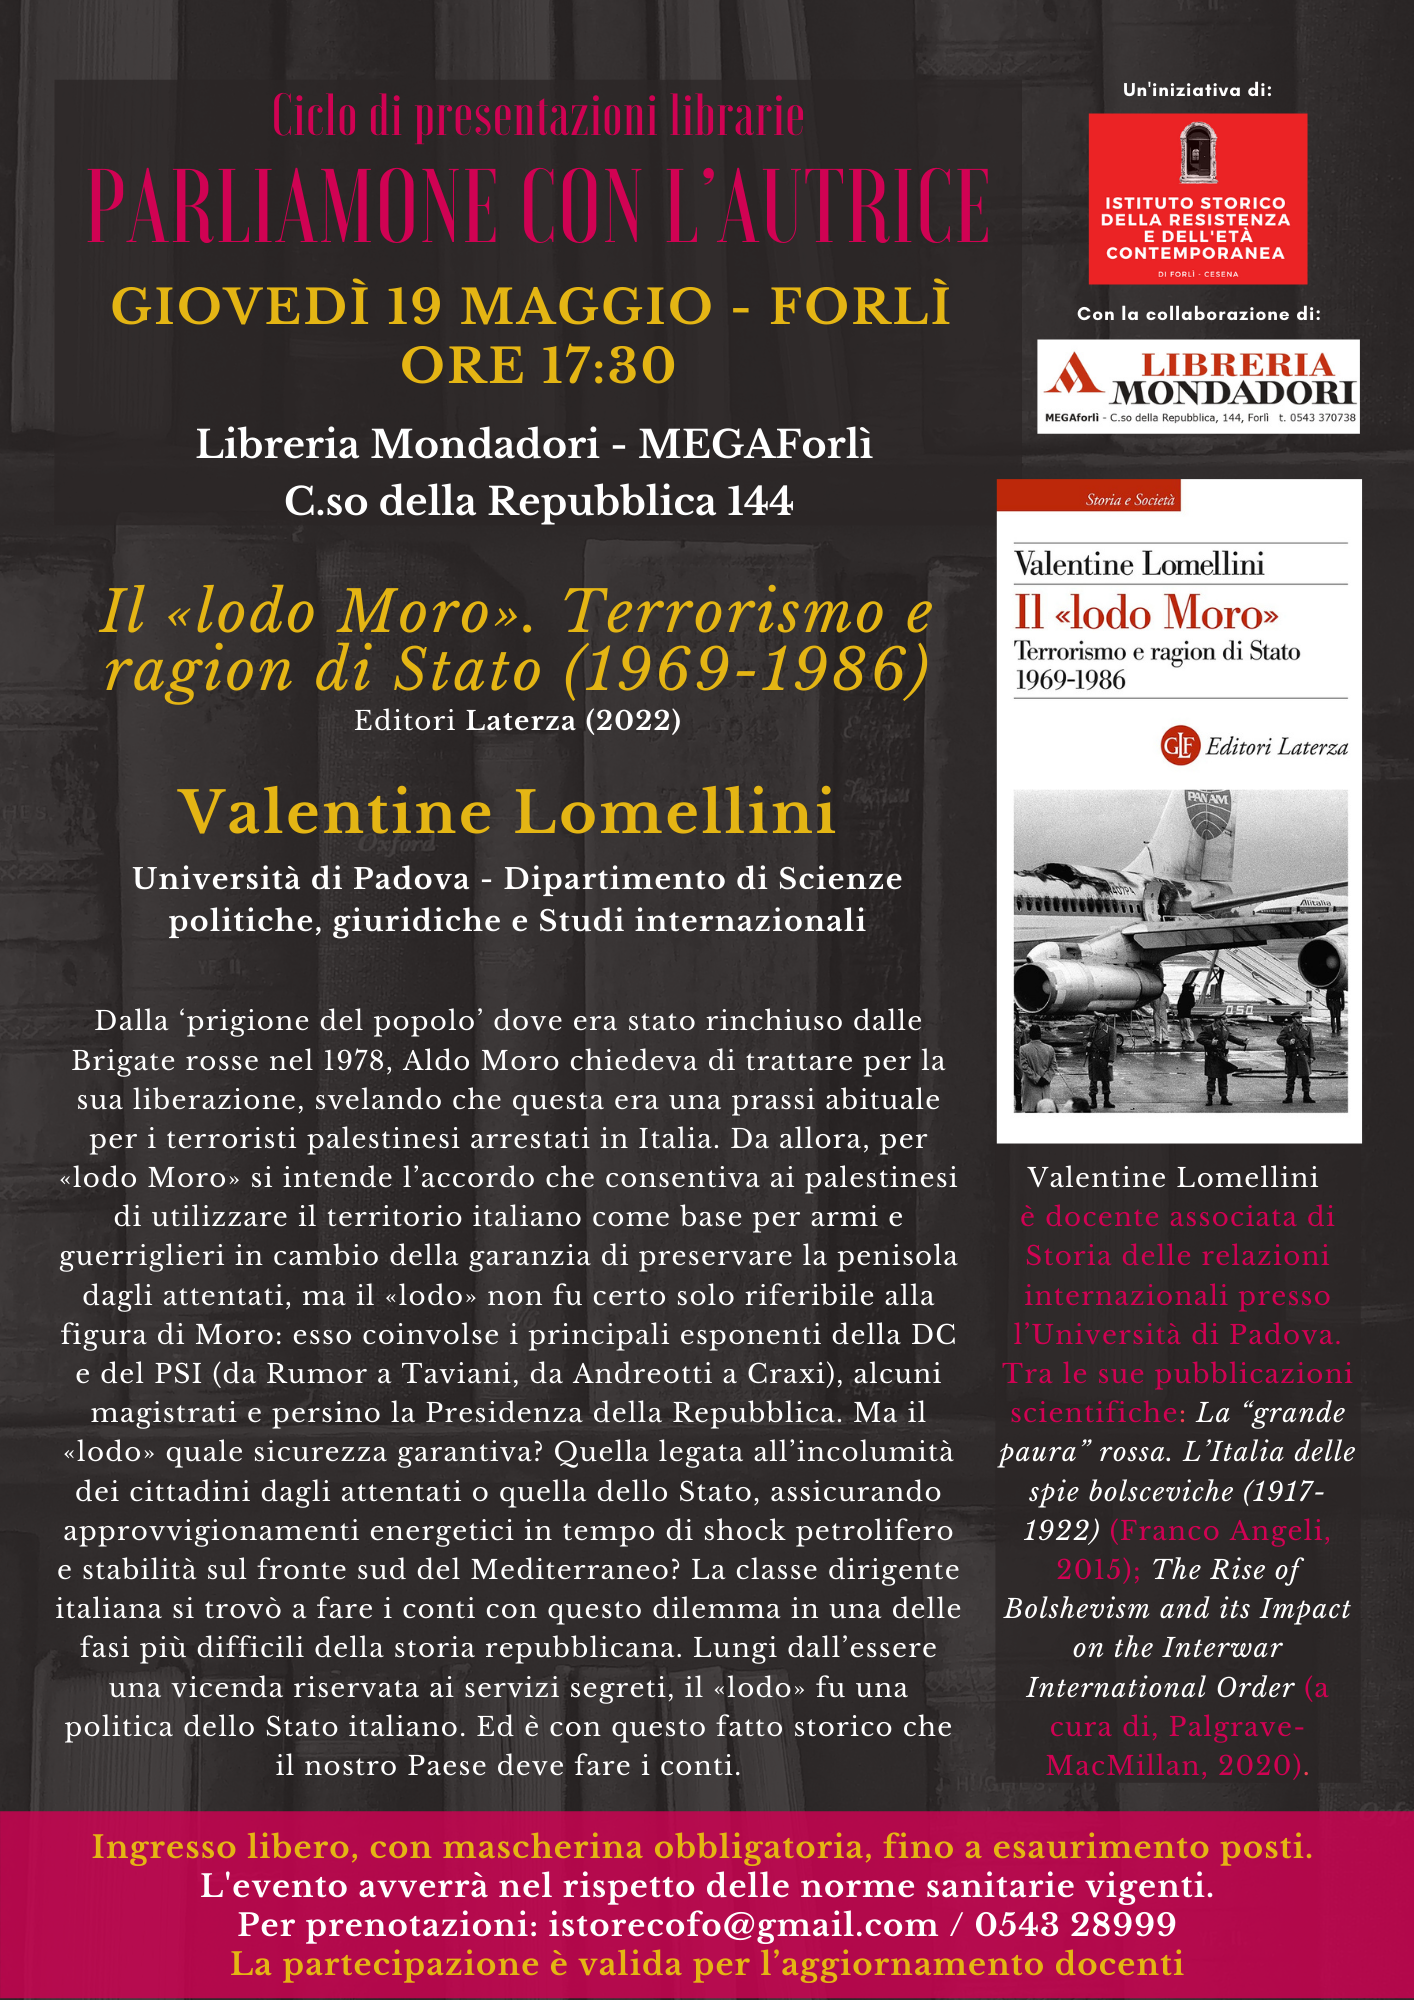 Ciclo di presentazioni librarie
PARLIAMONE CON L’AUTRICE
GIOVEDÌ 19 MAGGIO - FORLÌ
ORE 17:30
Libreria Mondadori - MEGAForlì
C.so della Repubblica 144
Un'iniziativa di:
ISTITUTO STORICO
DELLA RESISTENZA
E DELL'ETÀ
CONTEMPORANEA
DI FORLÌ - CESENA
Con la collaborazione di:
LIBRERIA
MONDADORI
MEGAforlì - C.so della Repubblica, 144, Forlì t. 0543 370738
Il «lodo Moro». Terrorismo e
ragion di Stato (1969-1986)
Editori Laterza (2022)
Valentine Lomellini
Università di Padova - Dipartimento di Scienze
politiche, giuridiche e Studi internazionali
Dalla ‘prigione del popolo’ dove era stato rinchiuso dalle
Brigate rosse nel 1978, Aldo Moro chiedeva di trattare per la
sua liberazione, svelando che questa era una prassi abituale
per i terroristi palestinesi arrestati in Italia. Da allora, per
«lodo Moro» si intende l’accordo che consentiva ai palestinesi
di utilizzare il territorio italiano come base per armi e
guerriglieri in cambio della garanzia di preservare la penisola
dagli attentati, ma il «lodo» non fu certo solo riferibile alla
figura di Moro: esso coinvolse i principali esponenti della DC
e del PSI (da Rumor a Taviani, da Andreotti a Craxi), alcuni
magistrati e persino la Presidenza della Repubblica. Ma il
«lodo» quale sicurezza garantiva? Quella legata all’incolumità
dei cittadini dagli attentati o quella dello Stato, assicurando
approvvigionamenti energetici in tempo di shock petrolifero
e stabilità sul fronte sud del Mediterraneo? La classe dirigente
italiana si trovò a fare i conti con questo dilemma in una delle
fasi più difficili della storia repubblicana. Lungi dall’essere
una vicenda riservata ai servizi segreti, il «lodo» fu una
politica dello Stato italiano. Ed è con questo fatto storico che
il nostro Paese deve fare i conti.
Storia e Società
Valentine Lomellini
Il «lodo Moro»
Terrorismo e ragion di Stato
1969-1986
GLF Editori Laterza
PAN AM
N407PA
Alitalia
Valentine Lomellini
è docente associata di
Storia delle relazioni
internazionali presso
l’Università di Padova.
Tra le sue pubblicazioni
scientifiche: La “grande
paura” rossa. L’Italia delle
spie bolsceviche (1917-
1922) (Franco Angeli,
2015); The Rise of
Bolshevism and its Impact
on the Interwar
International Order (a
cura di, Palgrave-
MacMillan, 2020).
Ingresso libero, con mascherina obbligatoria, fino a esaurimento posti.
L'evento avverrà nel rispetto delle norme sanitarie vigenti.
Per prenotazioni: istorecofo@gmail.com / 0543 28999
La partecipazione è valida per l’aggiornamento docenti